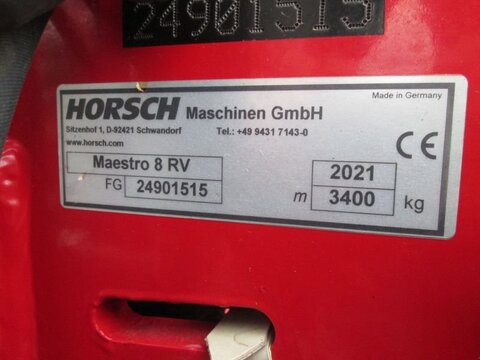 24901515
HORSCH Maschinen GmbH
Made in Germany
Sitzenhof 1, D-92421 Schwandorf Tel.: +49 9431 7143-0
www.horsch.com
CE
Maestro 8 RV 2021
FG 24901515 m 3400 kg